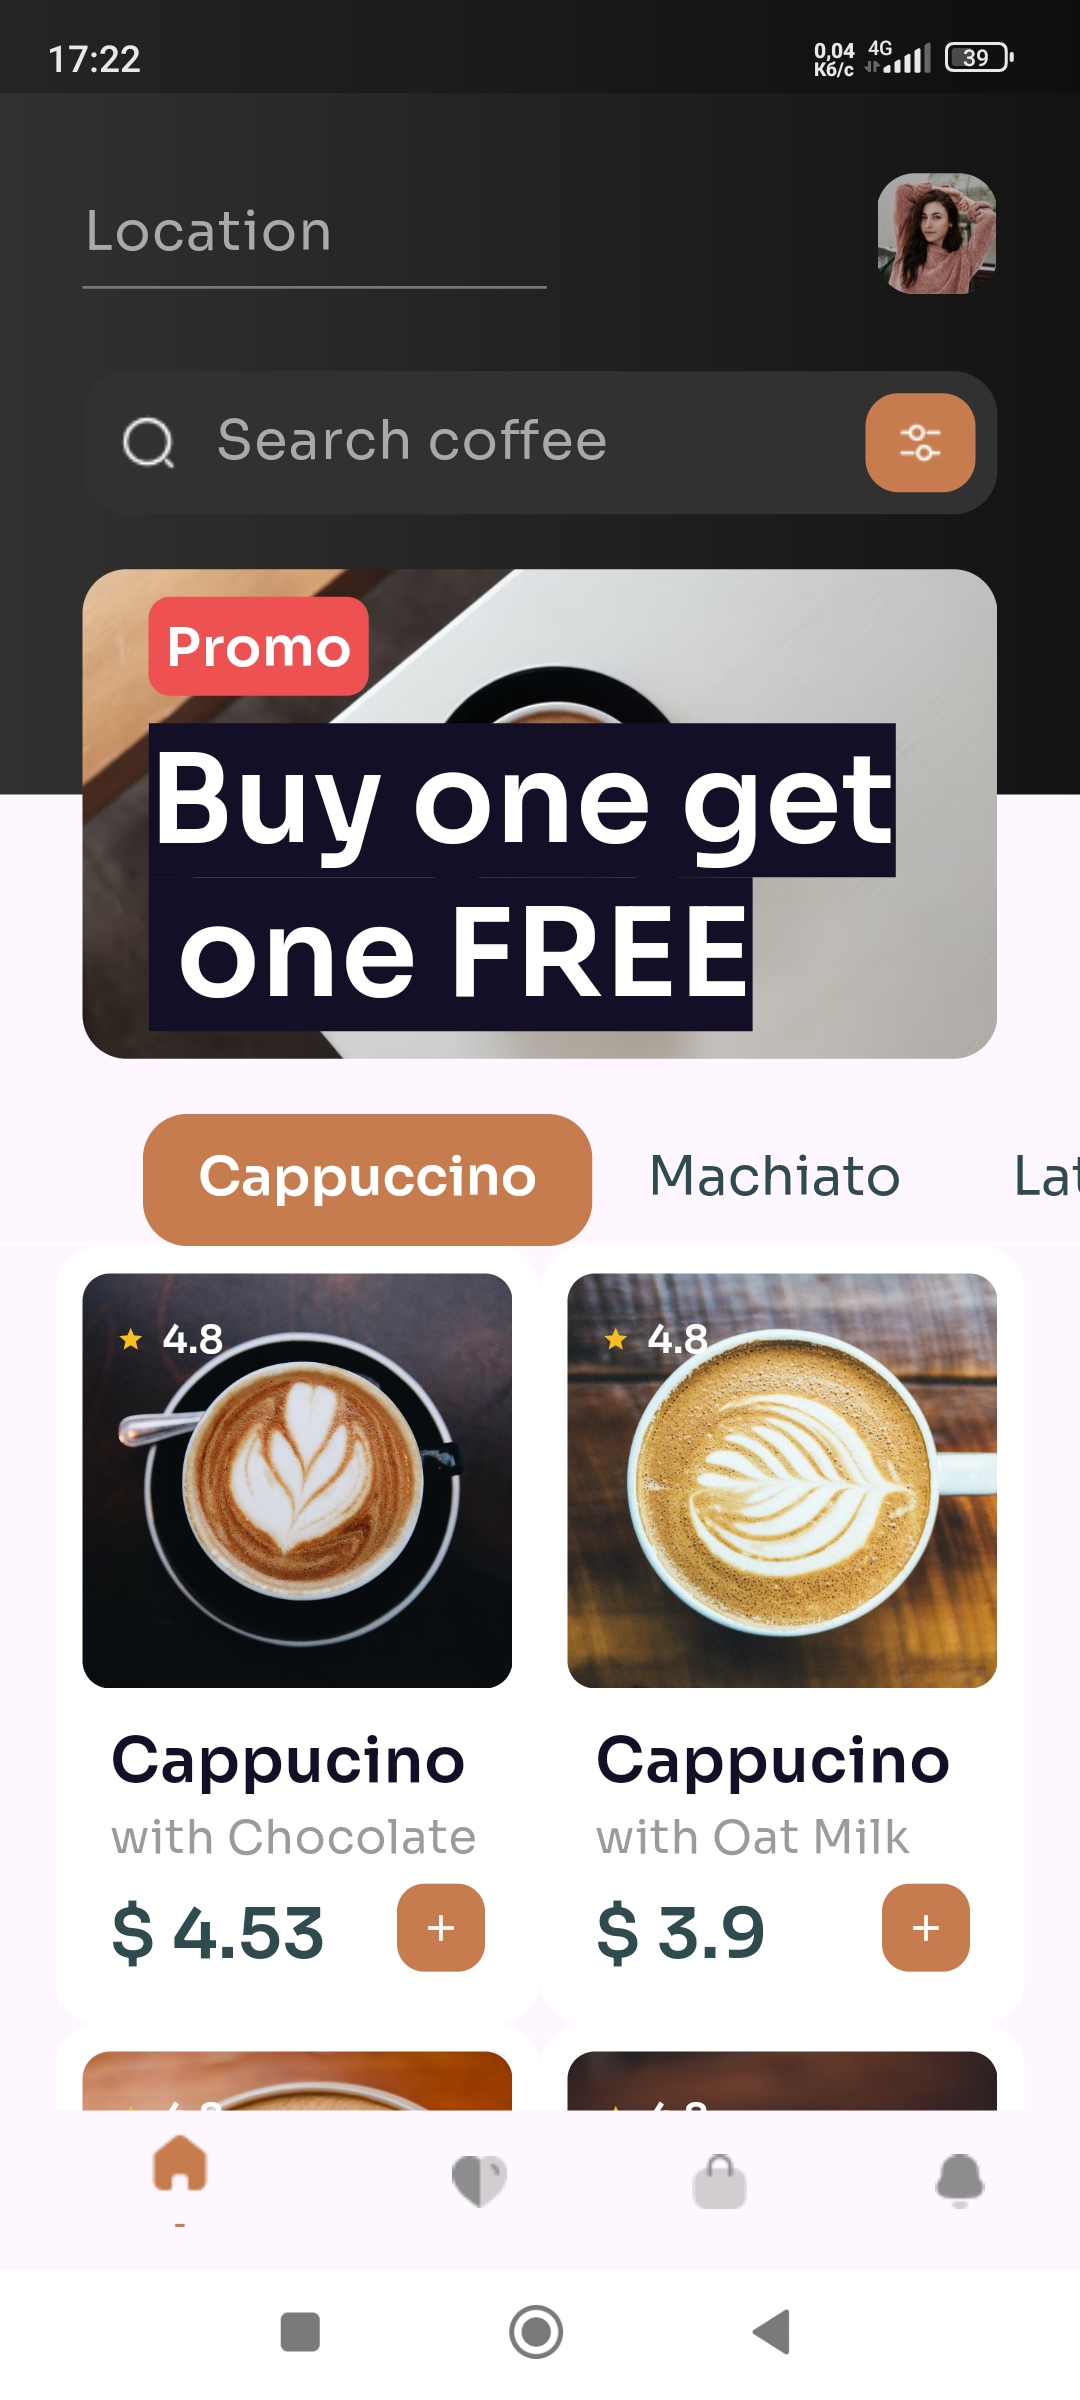 17:22
0,04
Кб/с
4G
39
Location
Search coffee
Promo
Buy one get
one FREE
Cappuccino
Machiato
4.8
4.8
Cappucino
Cappucino
with Chocolate
with Oat Milk
$ 4.53
+
$ 3.9
+